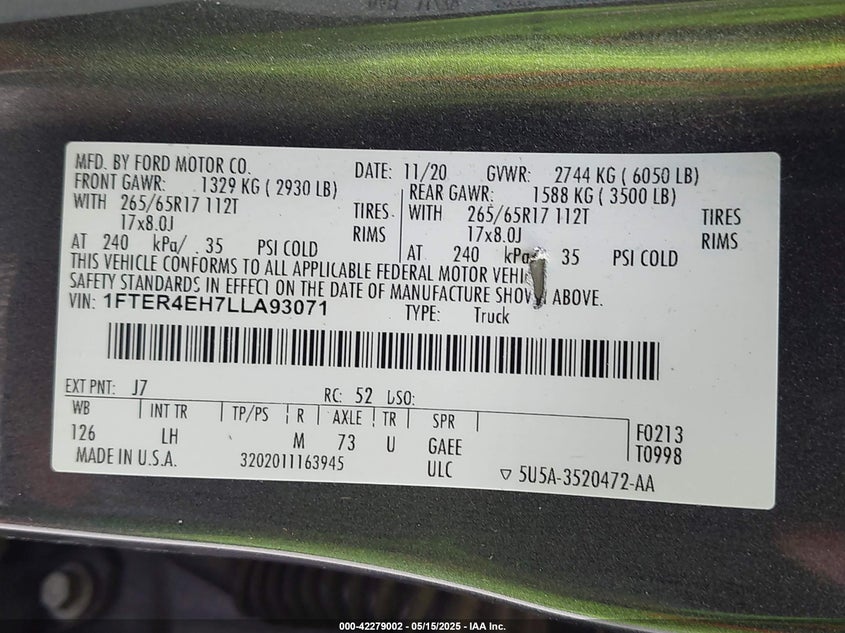 MFD. BY FORD MOTOR CO. DATE: 11/20 GVWR: 2744 KG ( 6050 LB)
FRONT GAWR: 1329 KG ( 2930 LB) REAR GAWR: 1588 KG ( 3500 LB)
WITH 265/65R17 112T TIRES WITH 265/65R17 112T TIRES
17x8.0J RIMS 17x8.0J RIMS
AT 240 kPa/ 35 PSI COLD AT 240 kPa 35 PSI COLD
THIS VEHICLE CONFORMS TO ALL APPLICABLE FEDERAL MOTOR VEHI
SAFETY STANDARDS IN EFFECT ON THE DATE OF MANUFACTURE SHOW ABTE.
VIN: 1FTER4EH7LLA93071 TYPE: Truck
EXT PNT: J7 RC: 52 DSO:
WB INT TR TP/PS R AXLE TR SPR
126 LH M 73 U GAEE F0213
MADE IN U.S.A. 3202011163945 ULC T0998
▽ 5U5A-3520472-AA
000-42279002 - 05/15/2025 - IAA Inc.